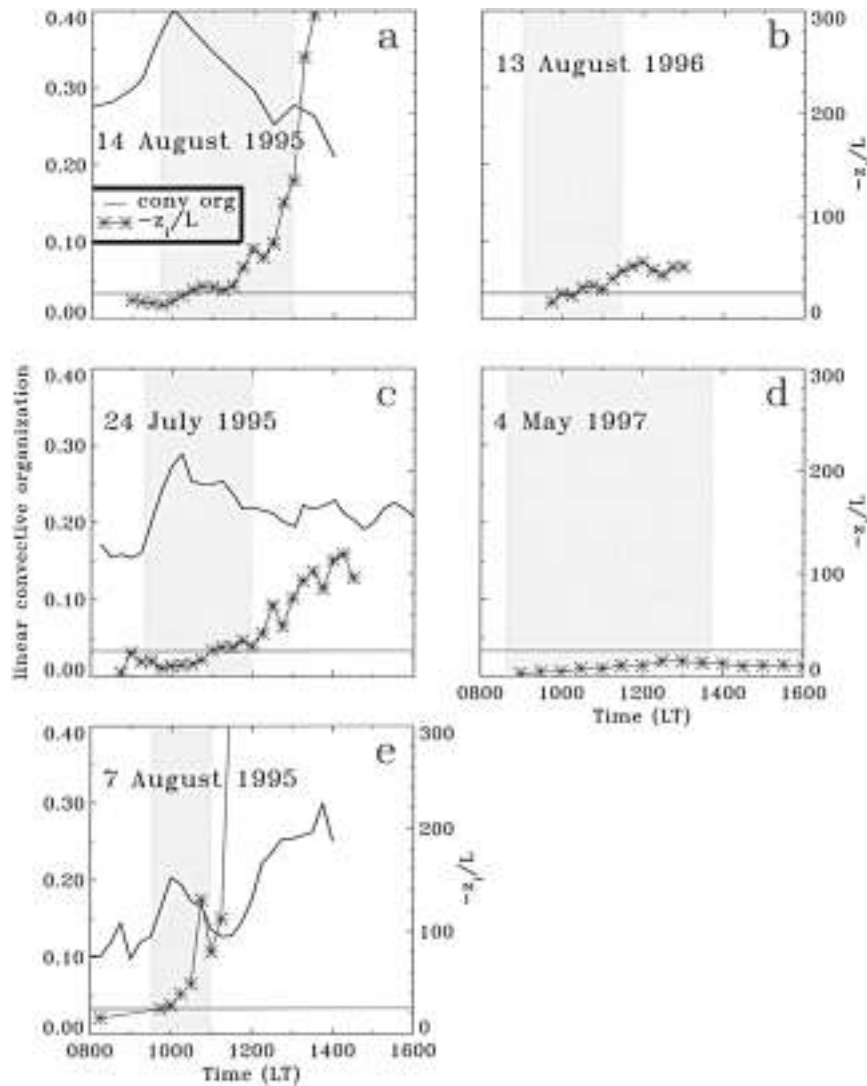 0.40 a b 300
13 August 1996
0.30
200
0.20 14 August 1995 -z_i/L
conv org
-z_i/L 100
0.10
0.00 0
linear convective organization
0.40 c d 300
24 July 1995 4 May 1997
0.30
200
0.20 -z_i/L
0.10 100
0.00 0
0800 1000 1200 1400 1600
Time (LT)
0.40 e 300
7 August 1995
0.30
200
0.20 -z_i/L
0.10 100
0.00 0
0800 1000 1200 1400 1600
Time (LT)